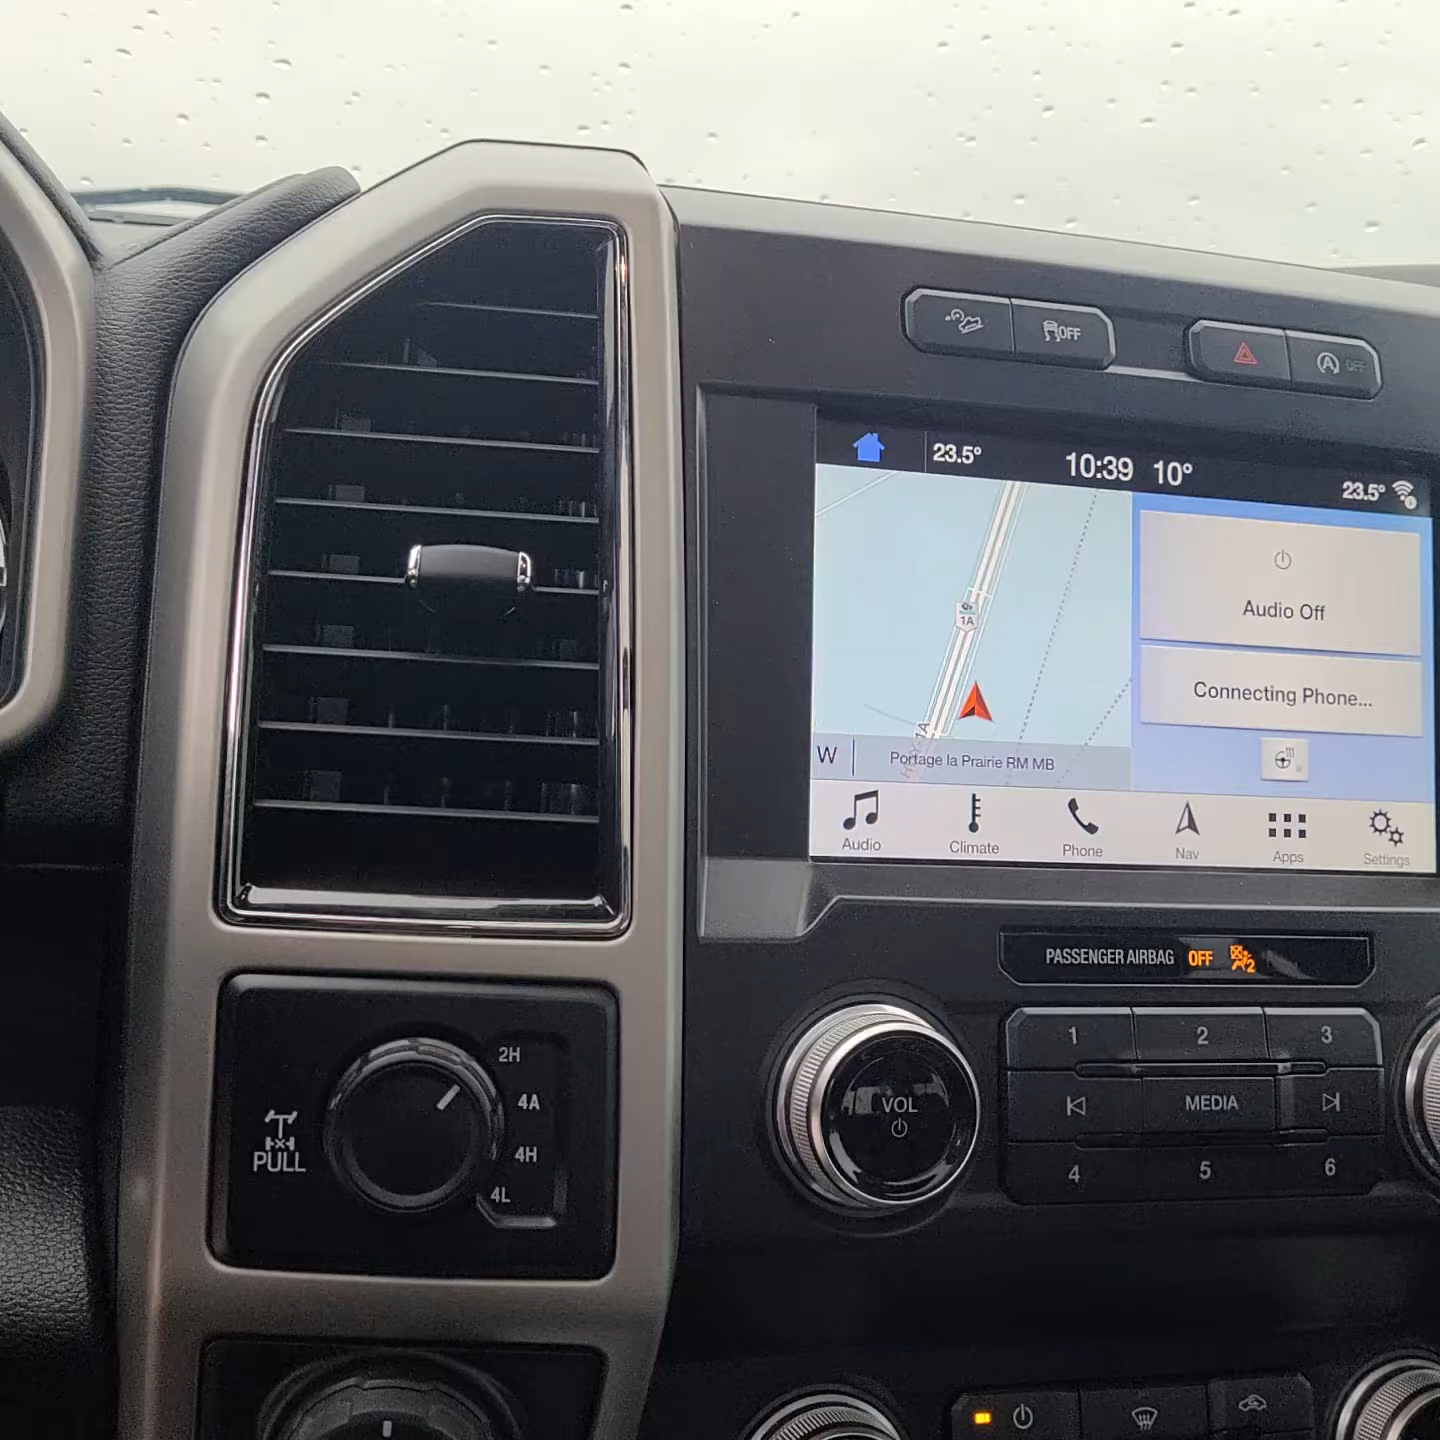 OFF
A OFF
23.5° 10:39 10° 23.5°
1A
Audio Off
Connecting Phone...
W Portage la Prairie RM MB
Audio Climate Phone Nav Apps Settings
PASSENGER AIRBAG OFF 2
2H
4A
4H
4L
PULL
VOL
1 2 3
MEDIA
4 5 6